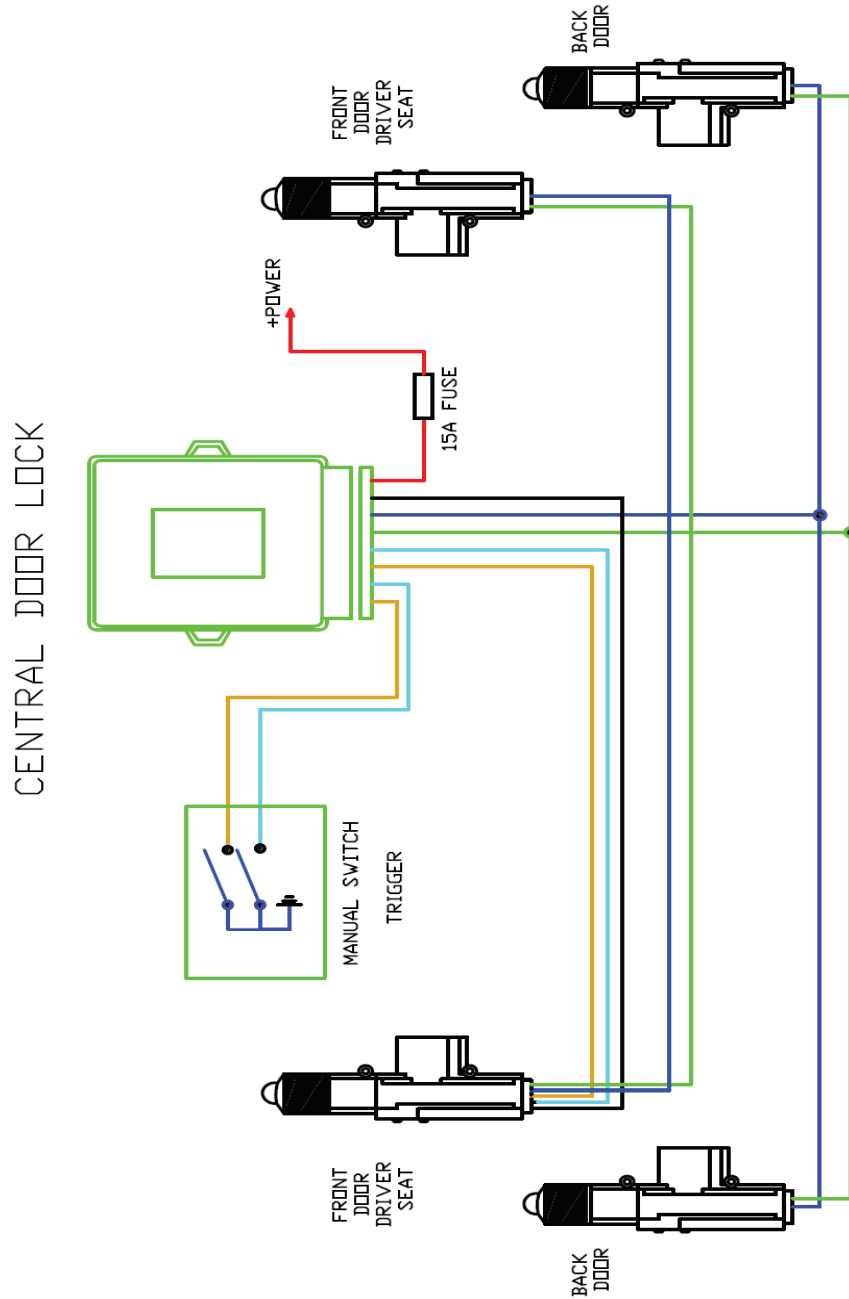 CENTRAL DOOR LOCK
FRONT
DOOR
DRIVER
SEAT
BACK
DOOR
MANUAL SWITCH
TRIGGER
15A FUSE
+POWER
FRONT
DOOR
DRIVER
SEAT
BACK
DOOR